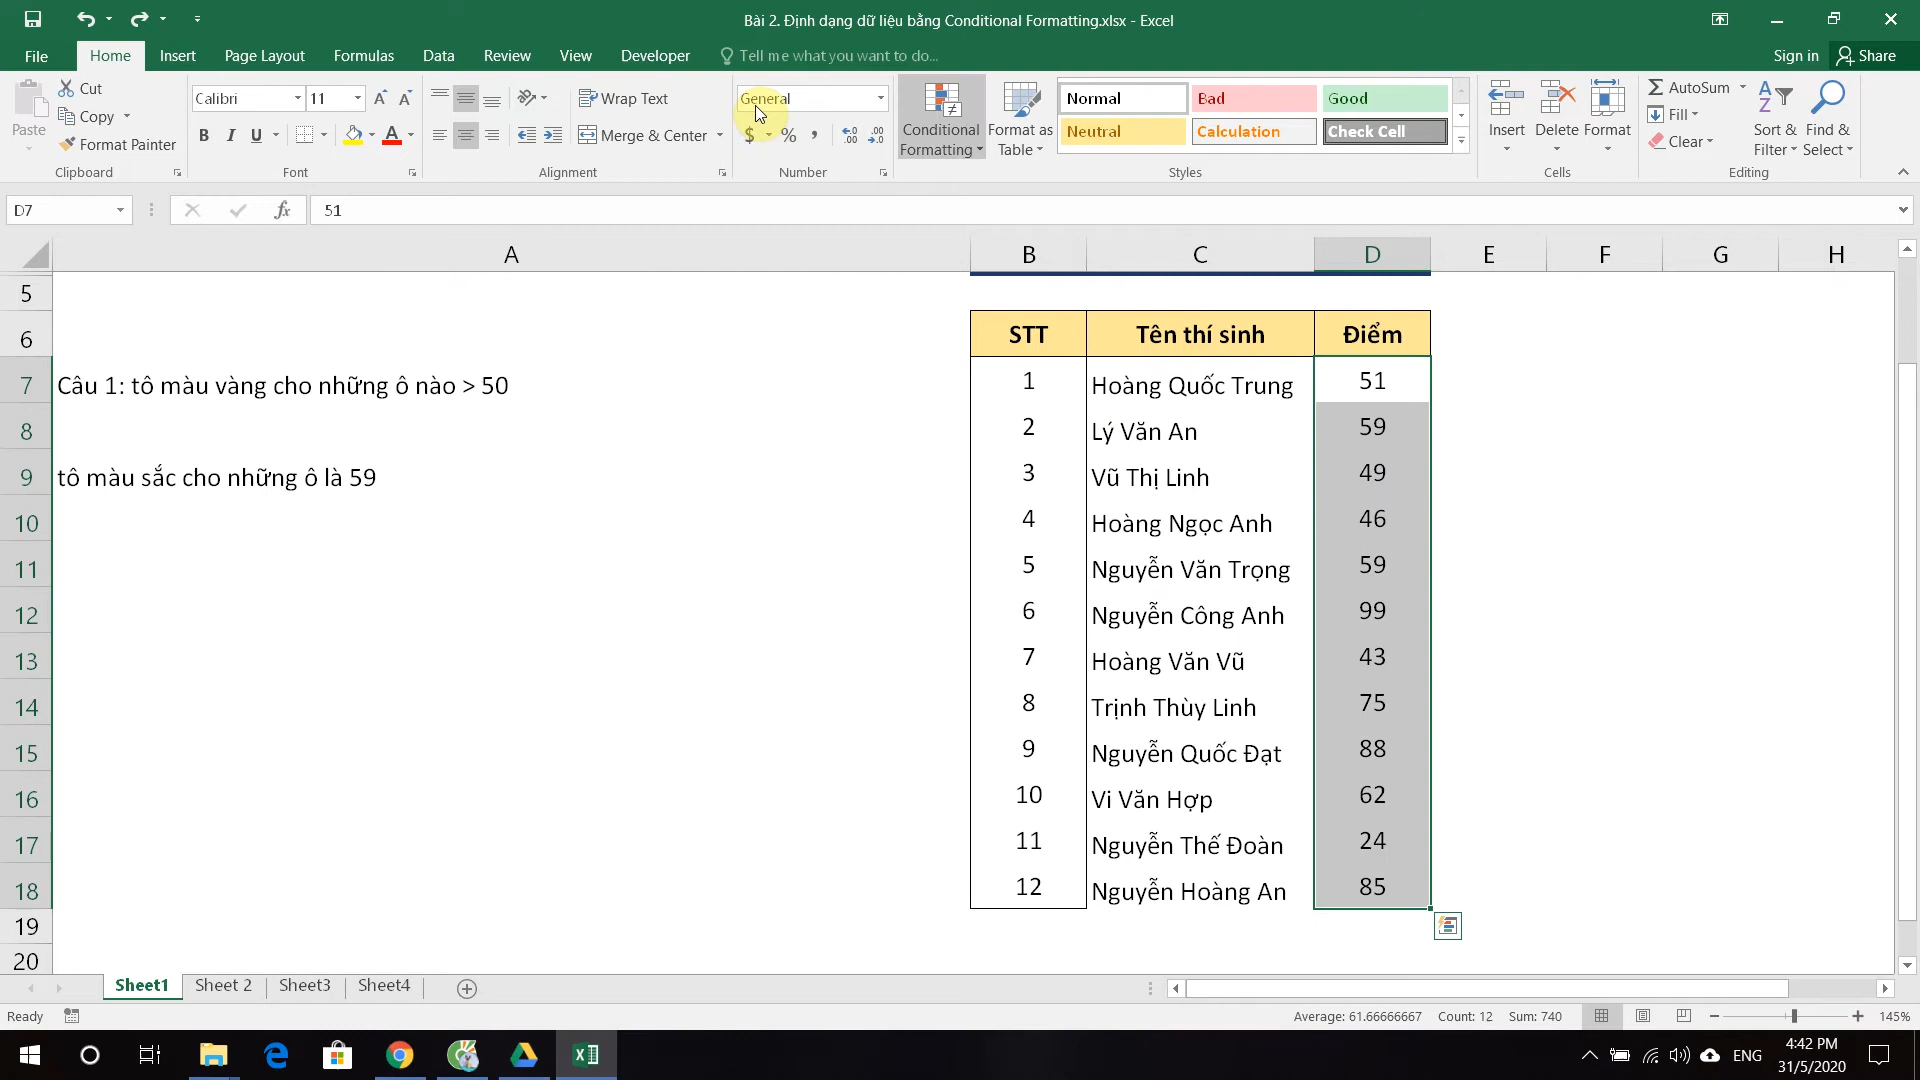 Bài 2. Định dạng dữ liệu bằng Conditional Formatting.xlsx - Excel
File Home Insert Page Layout Formulas Data Review View Developer Tell me what you want to do... Sign in Share
Paste Cut Copy Format Painter Clipboard
Calibri 11 B I U A Font
Wrap Text Merge & Center Alignment
General $ % , Number
Conditional Formatting Format as Table Normal Bad Good Neutral Calculation Check Cell Styles
Insert Delete Format Cells
AutoSum Fill Clear Sort & Filter Find & Select Editing
D7 fx 51
A B C D E F G H
5
6 STT Tên thí sinh Điểm
7 Câu 1: tô màu vàng cho những ô nào > 50 1 Hoàng Quốc Trung 51
8 2 Lý Văn An 59
9 tô màu sắc cho những ô là 59 3 Vũ Thị Linh 49
10 4 Hoàng Ngọc Anh 46
11 5 Nguyễn Văn Trọng 59
12 6 Nguyễn Công Anh 99
13 7 Hoàng Văn Vũ 43
14 8 Trịnh Thùy Linh 75
15 9 Nguyễn Quốc Đạt 88
16 10 Vi Văn Hợp 62
17 11 Nguyễn Thế Đoàn 24
18 12 Nguyễn Hoàng An 85
19
20
Sheet1 Sheet 2 Sheet3 Sheet4
Ready Average: 61.66666667 Count: 12 Sum: 740 145%
ENG 4:42 PM
31/5/2020